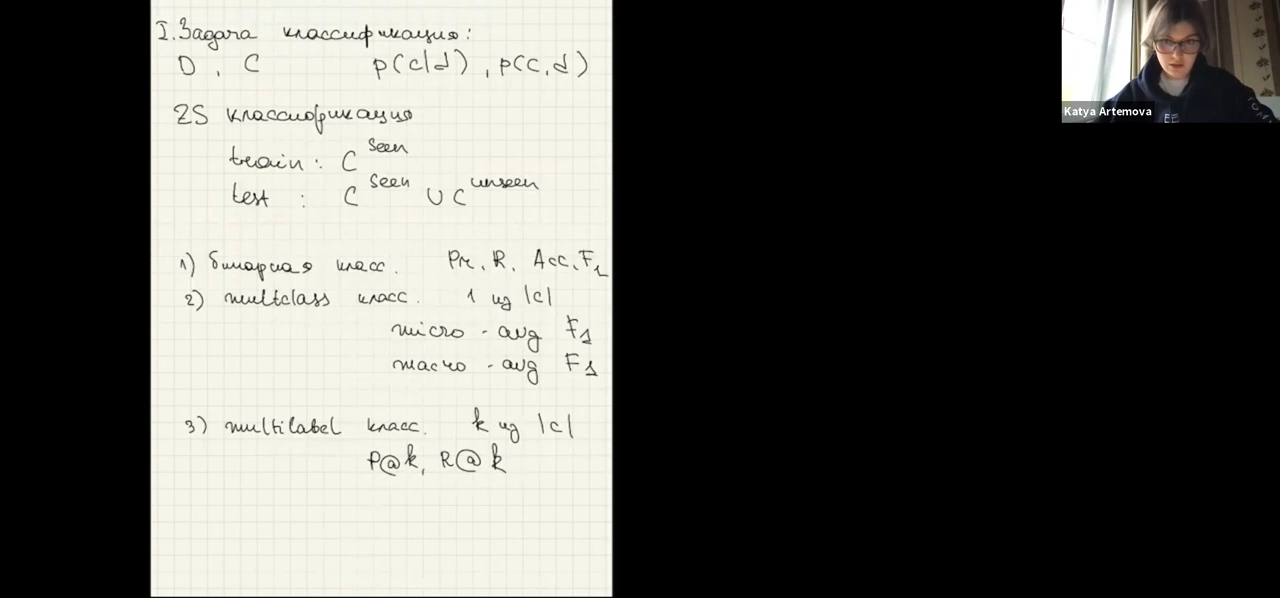 I. Задача классификация:
D, C p(c|d), p(c,d)
ZS классификация
train: C^seen
test: C^seen ∪ C^unseen
1) бинарная класс. Pr, R, Acc, F₁
2) multclass класс. 1 из |C|
micro - avg F₁
macro - avg F₁
3) multilabel класс. k из |C|
P@k, R@k
Katya Artemova